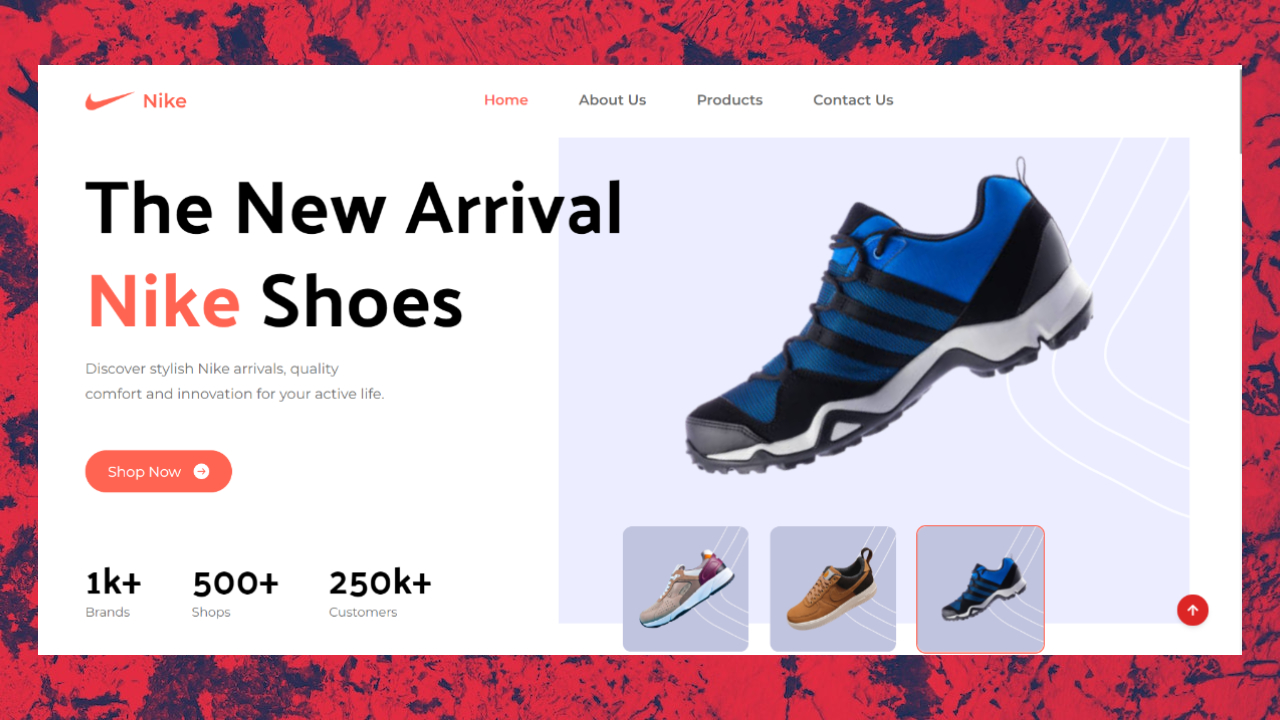 Nike
Home About Us Products Contact Us
The New Arrival
Nike Shoes
Discover stylish Nike arrivals, quality
comfort and innovation for your active life.
Shop Now
1k+ 500+ 250k+
Brands Shops Customers